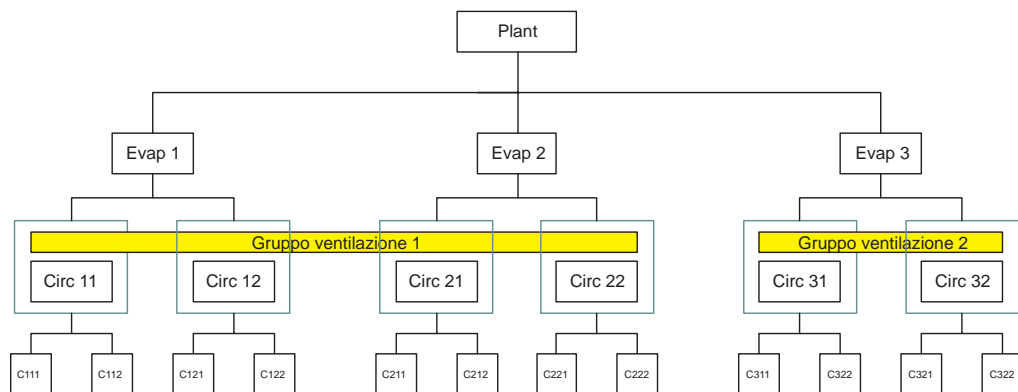 Plant
Evap 1
Evap 2
Evap 3
Gruppo ventilazione 1
Gruppo ventilazione 2
Circ 11
Circ 12
Circ 21
Circ 22
Circ 31
Circ 32
C111
C112
C121
C122
C211
C212
C221
C222
C311
C322
C321
C322